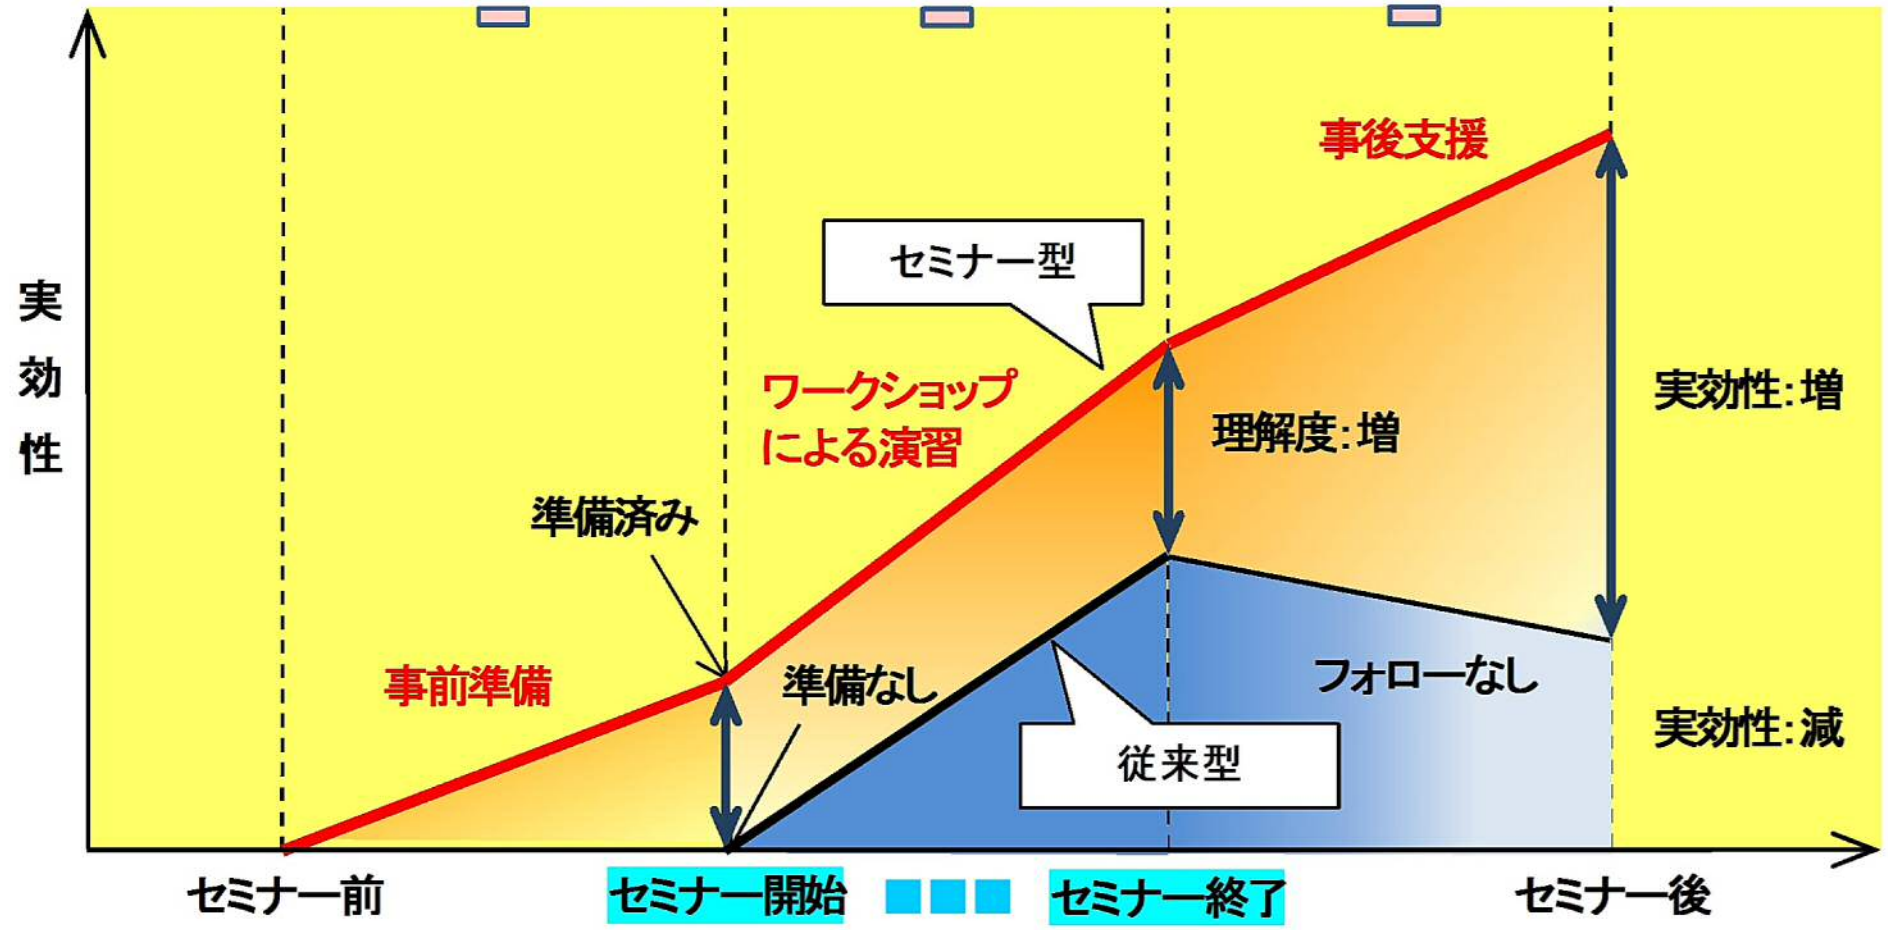 事後支援
セミナー型
実効性
ワークショップ
による演習
実効性:増
理解度:増
準備済み
事前準備
準備なし
フォローなし
従来型
実効性:減
セミナー前
セミナー開始
セミナー終了
セミナー後